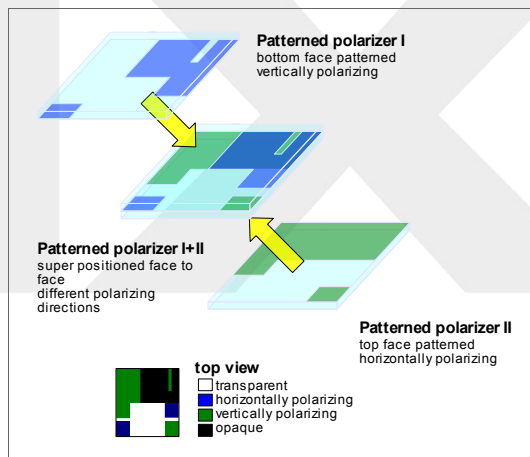 Patterned polarizer I
bottom face patterned
vertically polarizing
Patterned polarizer I+II
super positioned face to
face
different polarizing
directions
Patterned polarizer II
top face patterned
horizontally polarizing
top view
transparent
horizontally polarizing
vertically polarizing
opaque